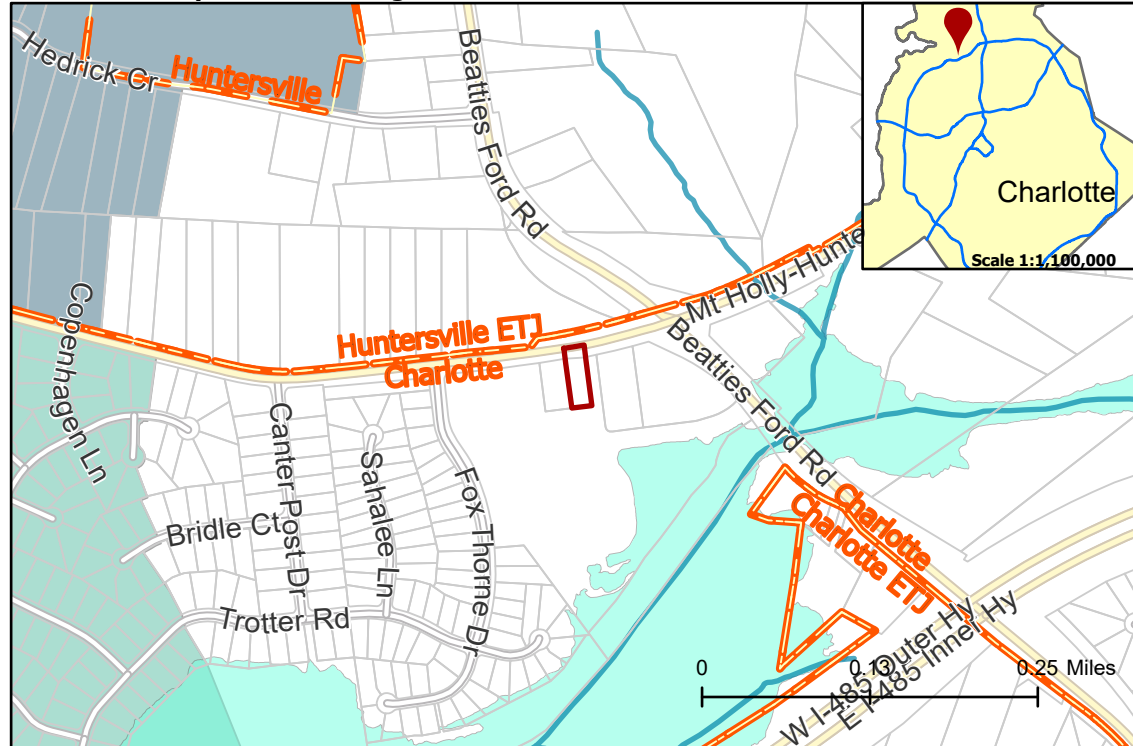 Hedrick Cr
Huntersville
Beatties Ford Rd
Charlotte
Scale 1:1,100,000
Mt Holly-Hunte
Huntersville ETJ
Charlotte
Copenhagen Ln
Beatties Ford Rd
Canter Post Dr
Sahalee Ln
Fox Thorne Dr
Bridle Ct
Trotter Rd
Charlotte
Charlotte ETJ
W I-485 Outer Hy
E I-485 Inner Hy
0 0.13 0.25 Miles